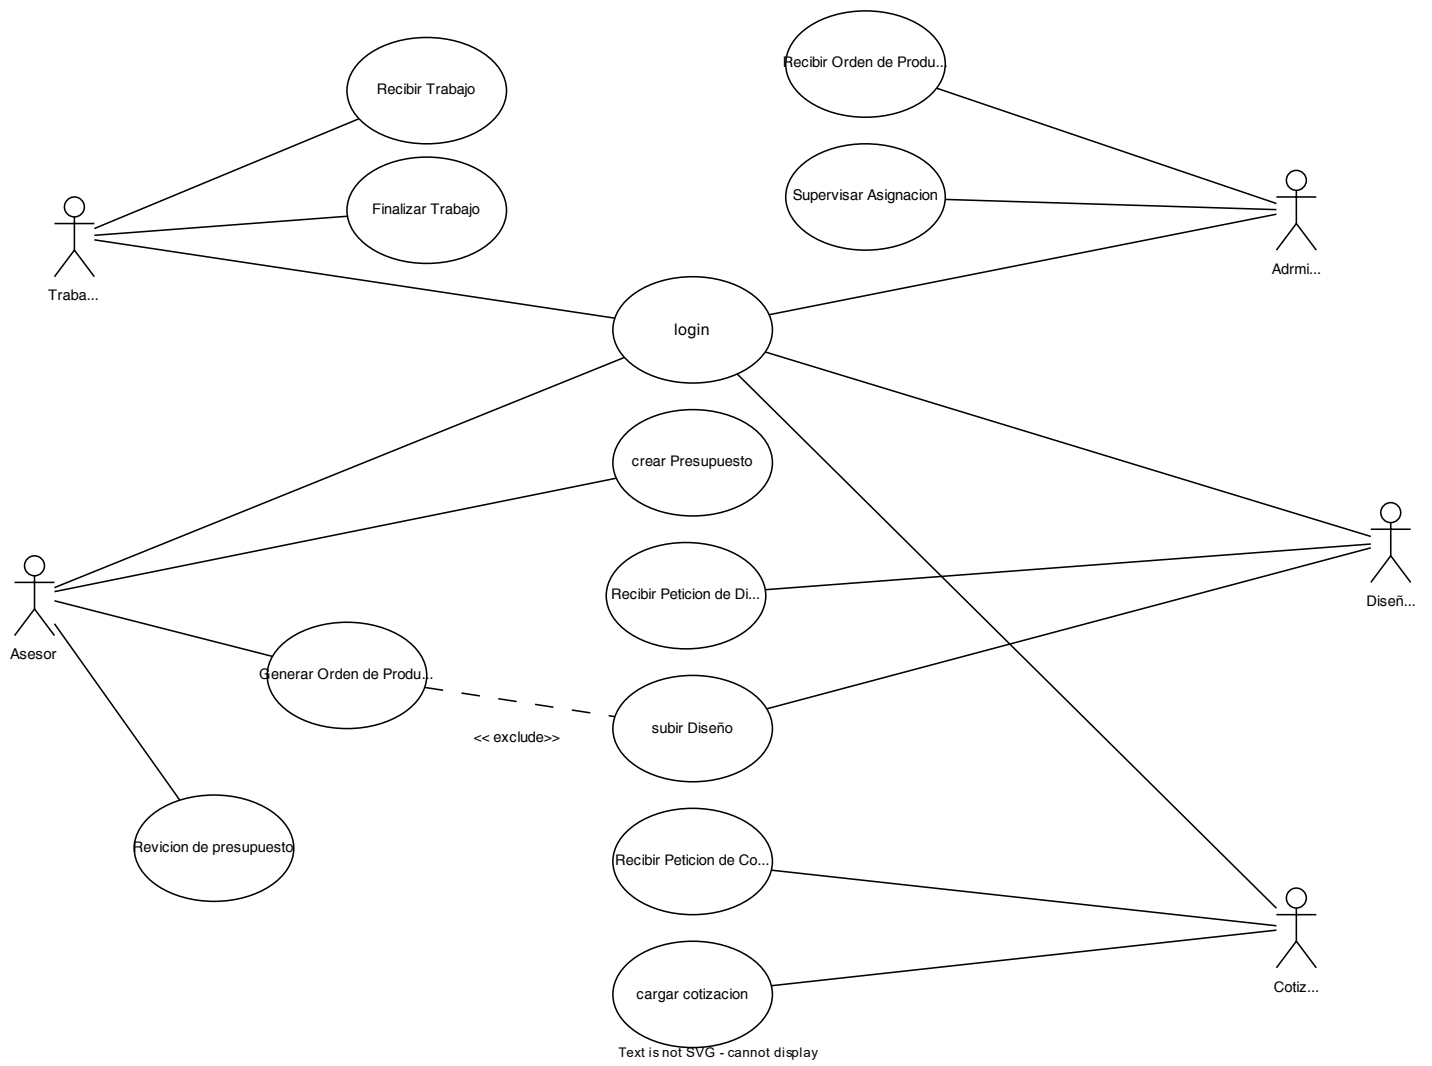 Recibir Orden de Produ...
Recibir Trabajo
Supervisar Asignacion
Finalizar Trabajo
Adrmi...
Traba...
login
crear Presupuesto
Recibir Peticion de Di...
Diseñ...
Asesor
Generar Orden de Produ...
subir Diseño
<< exclude>>
Revicion de presupuesto
Recibir Peticion de Co...
Cotiz...
cargar cotizacion
Text is not SVG - cannot display